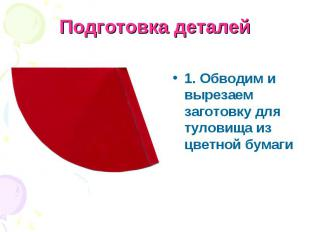 Подготовка деталей
• 1. Обводим и
вырезаем
заготовку для
туловища из
цветной бумаги